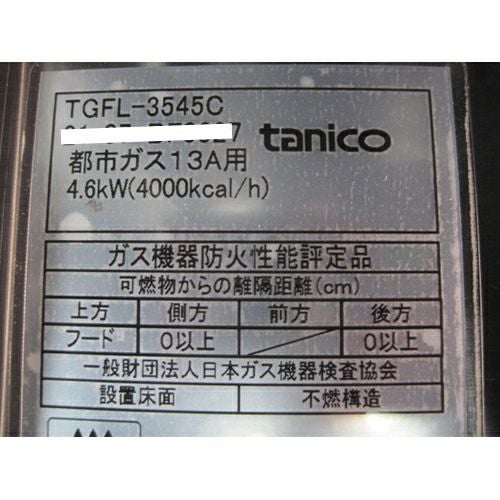 TGFL-3545C
tanico
都市ガス13A用
4.6kW(4000kcal/h)
ガス機器防火性能評定品
可燃物からの離隔距離(cm)
上方 側方 前方 後方
フード 0以上 0以上
一般財団法人日本ガス機器検査協会
設置床面 不燃構造